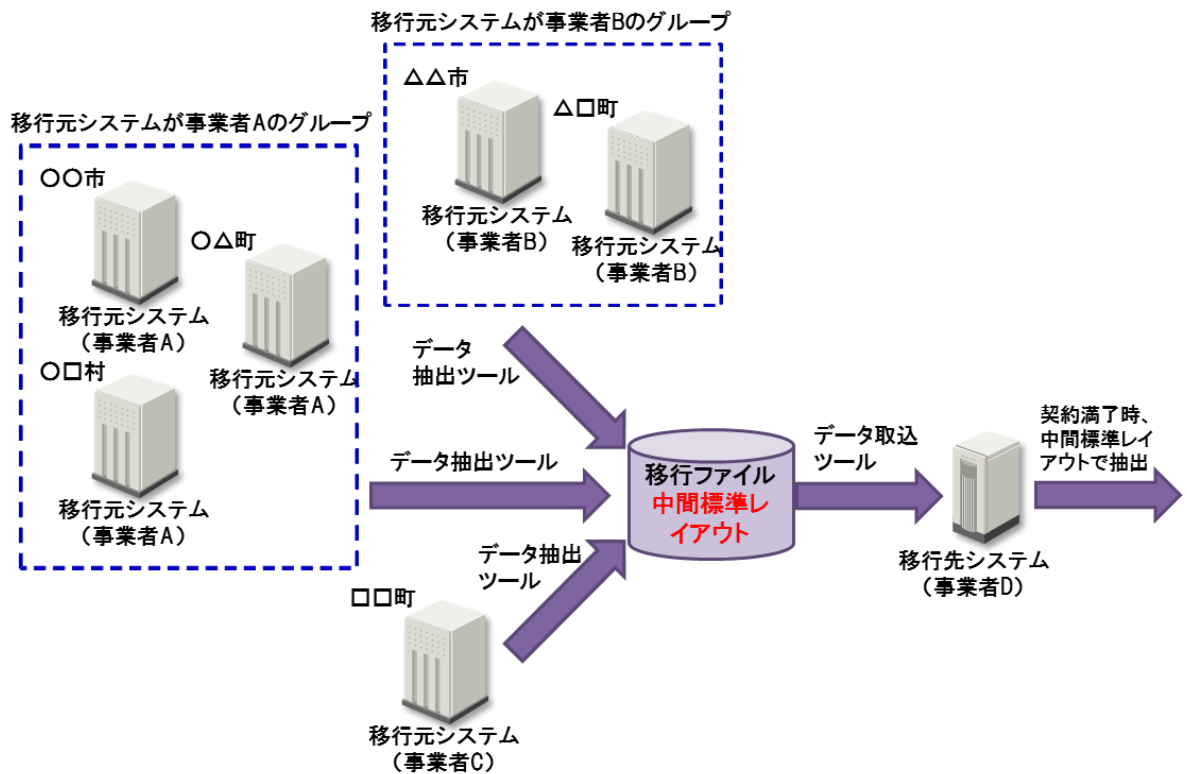 移行元システムが事業者Bのグループ
△△市
△□町
移行元システム
（事業者B）
移行元システム
（事業者B）
移行元システムが事業者Aのグループ
〇〇市
〇△町
移行元システム
（事業者A）
移行元システム
（事業者A）
〇□村
移行元システム
（事業者A）
データ
抽出ツール
データ抽出ツール
データ抽出
ツール
□□町
移行元システム
（事業者C）
移行ファイル
中間標準レ
イアウト
データ取込
ツール
移行先システム
（事業者D）
契約満了時、
中間標準レイ
アウトで抽出